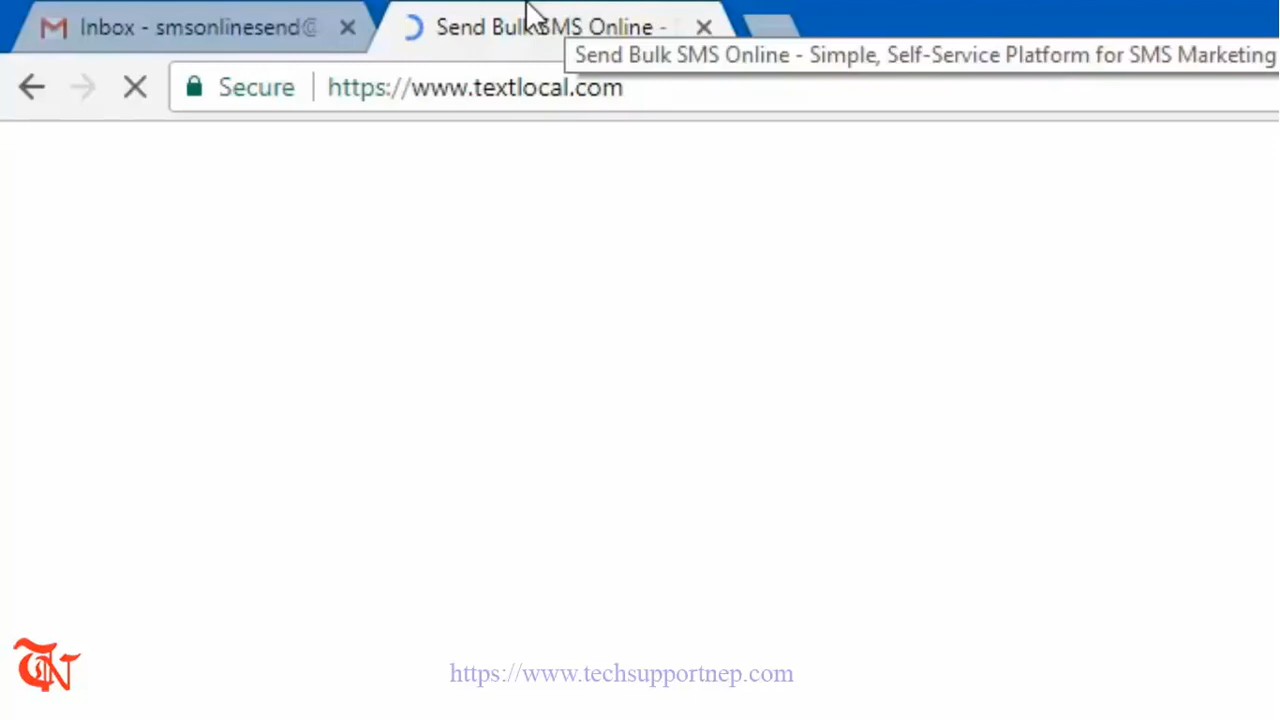 Inbox - smsonlinesend@
Send Bulk SMS Online -
Send Bulk SMS Online - Simple, Self-Service Platform for SMS Marketing
Secure
https://www.textlocal.com
TN
https://www.techsupportnep.com